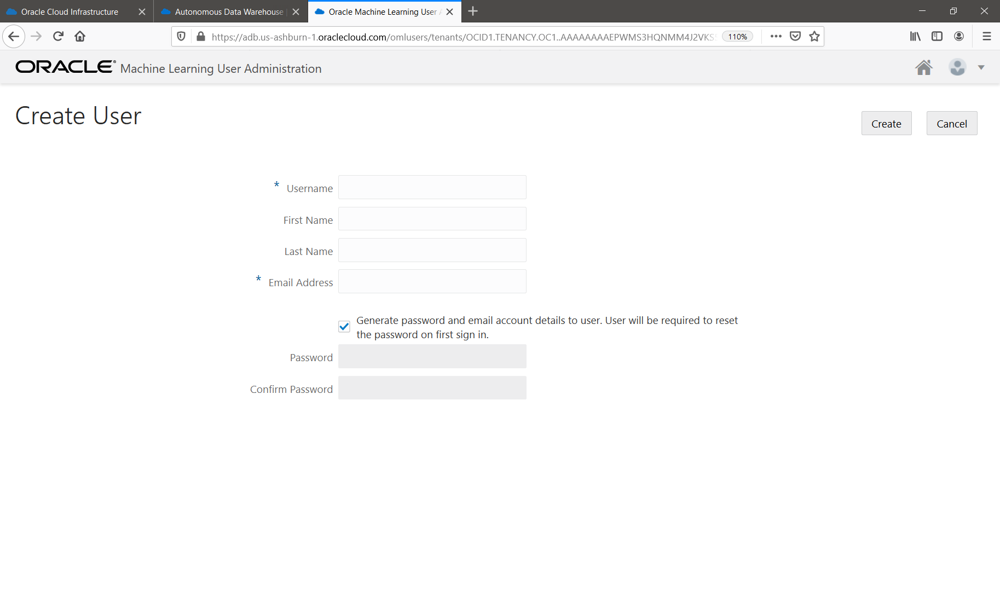 Oracle Cloud Infrastructure
Autonomous Data Warehouse
Oracle Machine Learning User
https://adb.us-ashburn-1.oraclecloud.com/omlusers/tenants/OCID1.TENANCY.OC1..AAAAAAAAEPWMS3HQNMM4J2VKS
110%
ORACLE® Machine Learning User Administration
Create User
Create
Cancel
* Username
First Name
Last Name
* Email Address
Generate password and email account details to user. User will be required to reset
the password on first sign in.
Password
Confirm Password